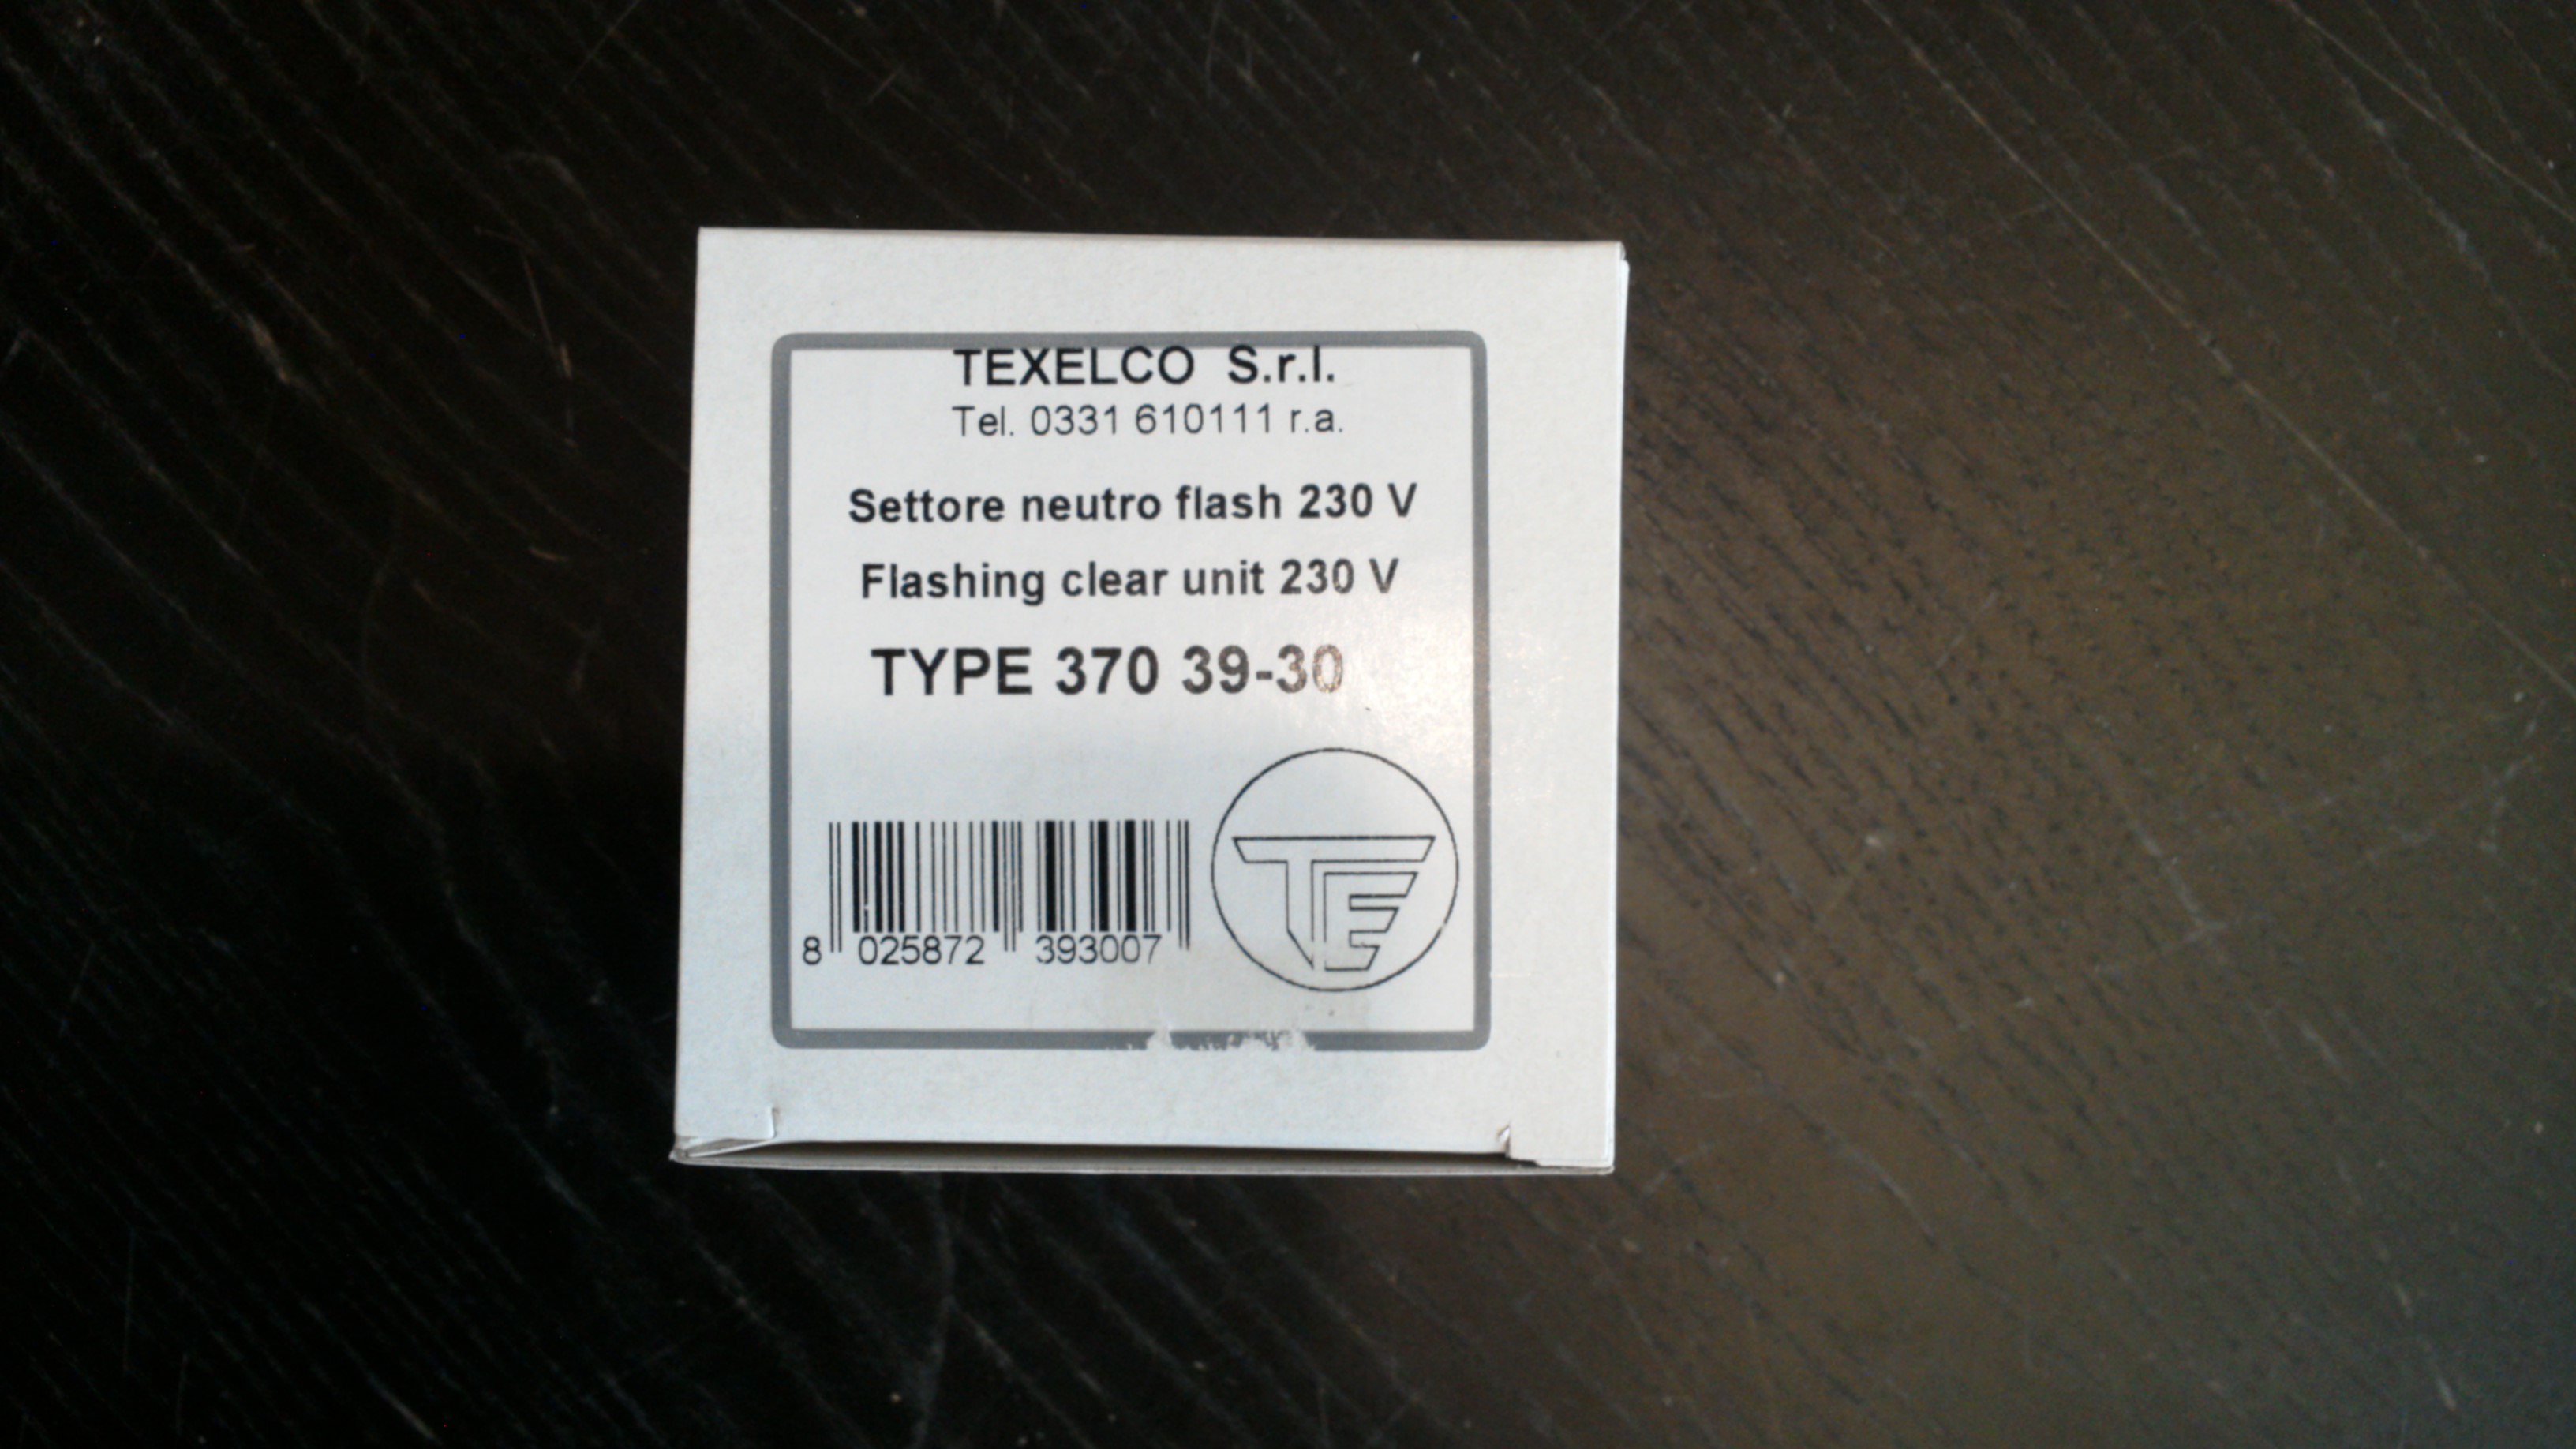 TEXELCO S.r.l.
Tel. 0331 610111 r.a.
Settore neutro flash 230 V
Flashing clear unit 230 V
TYPE 370 39-30
TE
8 025872 393007